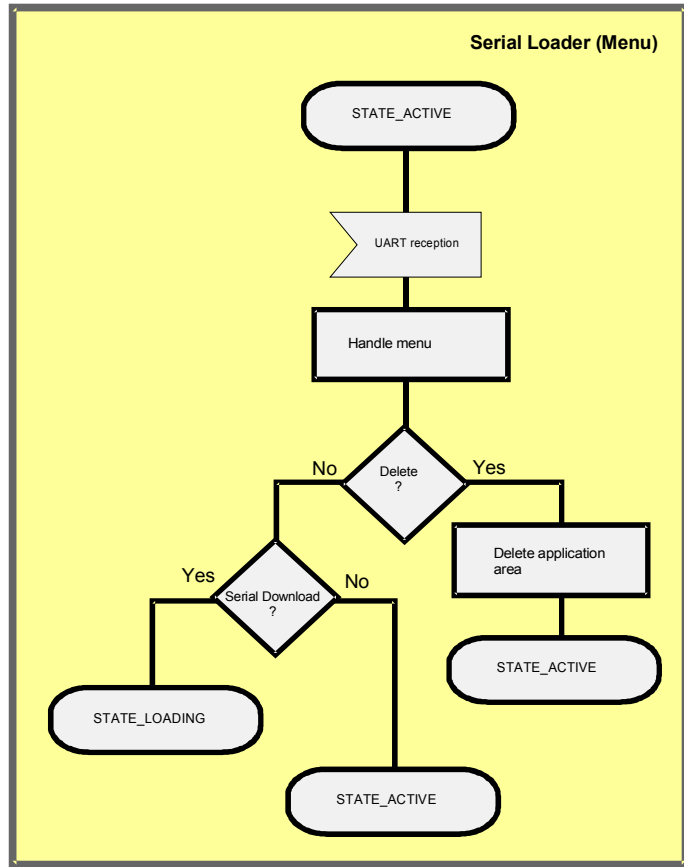 Serial Loader (Menu)
STATE_ACTIVE
UART reception
Handle menu
Delete
?
No
Yes
Delete application
area
STATE_ACTIVE
Serial Download
?
Yes
No
STATE_LOADING
STATE_ACTIVE